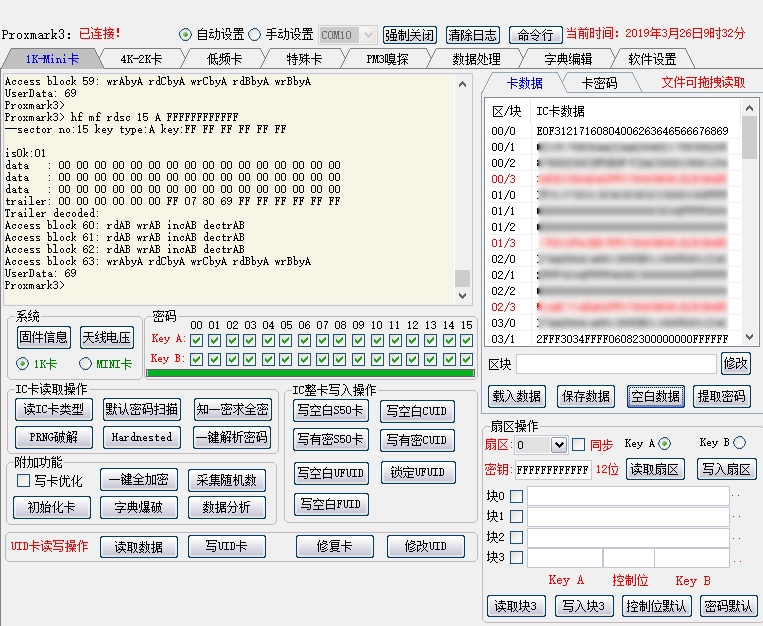 Proxmark3: 已连接!
自动设置 手动设置 COM10 强制关闭 清除日志 命令行 当前时间: 2019年3月26日9时32分
1K-Mini卡 4K-2K卡 低频卡 特殊卡 PM3嗅探 数据处理 字典编辑 软件设置
Access block 59: wrAbyA rdCbyA wrCbyA rdBbyA wrBbyA
UserData: 69
Proxmark3>
Proxmark3> hf mf rdsc 15 A FFFFFFFFFFFF
--sector no:15 key type:A key:FF FF FF FF FF FF
isOk:01
data : 00 00 00 00 00 00 00 00 00 00 00 00 00 00 00 00
data : 00 00 00 00 00 00 00 00 00 00 00 00 00 00 00 00
data : 00 00 00 00 00 00 00 00 00 00 00 00 00 00 00 00
trailer: 00 00 00 00 00 00 FF 07 80 69 FF FF FF FF FF FF
Trailer decoded:
Access block 60: rdAB wrAB incAB dectrAB
Access block 61: rdAB wrAB incAB dectrAB
Access block 62: rdAB wrAB incAB dectrAB
Access block 63: wrAbyA rdCbyA wrCbyA rdBbyA wrBbyA
UserData: 69
Proxmark3>
系统
固件信息 天线电压
1K卡 MINI卡
密码
00 01 02 03 04 05 06 07 08 09 10 11 12 13 14 15
Key A:
Key B:
IC卡读取操作
读IC卡类型 默认密码扫描 知一密求全密
PRNG破解 Hardnested 一键解析密码
附加功能
写卡优化 一键全加密 采集随机数
初始化卡 字典爆破 数据分析
IC整卡写入操作
写空白S50卡 写空白CUID
写有密S50卡 写有密CUID
写空白UFUID 锁定UFUID
写空白FUID
UID卡读写操作 读取数据 写UID卡 修复卡 修改UID
卡数据 卡密码 文件可拖拽读取
区/块 IC卡数据
00/0 E0F31217160804006263646566676869
00/1
00/2
00/3
01/0
01/1
01/2
01/3
02/0
02/1
02/2
02/3
03/0
03/1 2FFF3034FFFF06082300000000FFFFFF
区块 修改
载入数据 保存数据 空白数据 提取密码
扇区操作
扇区: 0 同步 Key A Key B
密钥: FFFFFFFFFFFF 12位 读取扇区 写入扇区
块0 ..
块1 ..
块2 ..
块3 ..
Key A 控制位 Key B
读取块3 写入块3 控制位默认 密码默认